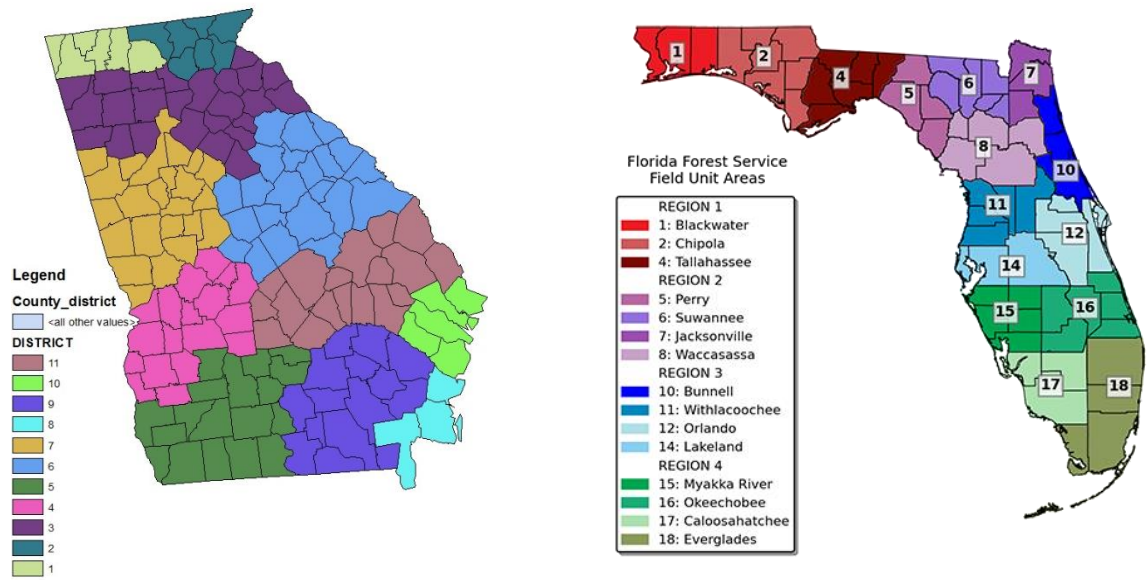 Legend
County_district
<all other values>
DISTRICT
11
10
9
8
7
6
5
4
3
2
1
1
2
4
5
6
7
8
10
11
12
14
15
16
17
18
Florida Forest Service
Field Unit Areas
REGION 1
1: Blackwater
2: Chipola
4: Tallahassee
REGION 2
5: Perry
6: Suwannee
7: Jacksonville
8: Waccasassa
REGION 3
10: Bunnell
11: Withlacoochee
12: Orlando
14: Lakeland
REGION 4
15: Myakka River
16: Okeechobee
17: Caloosahatchee
18: Everglades